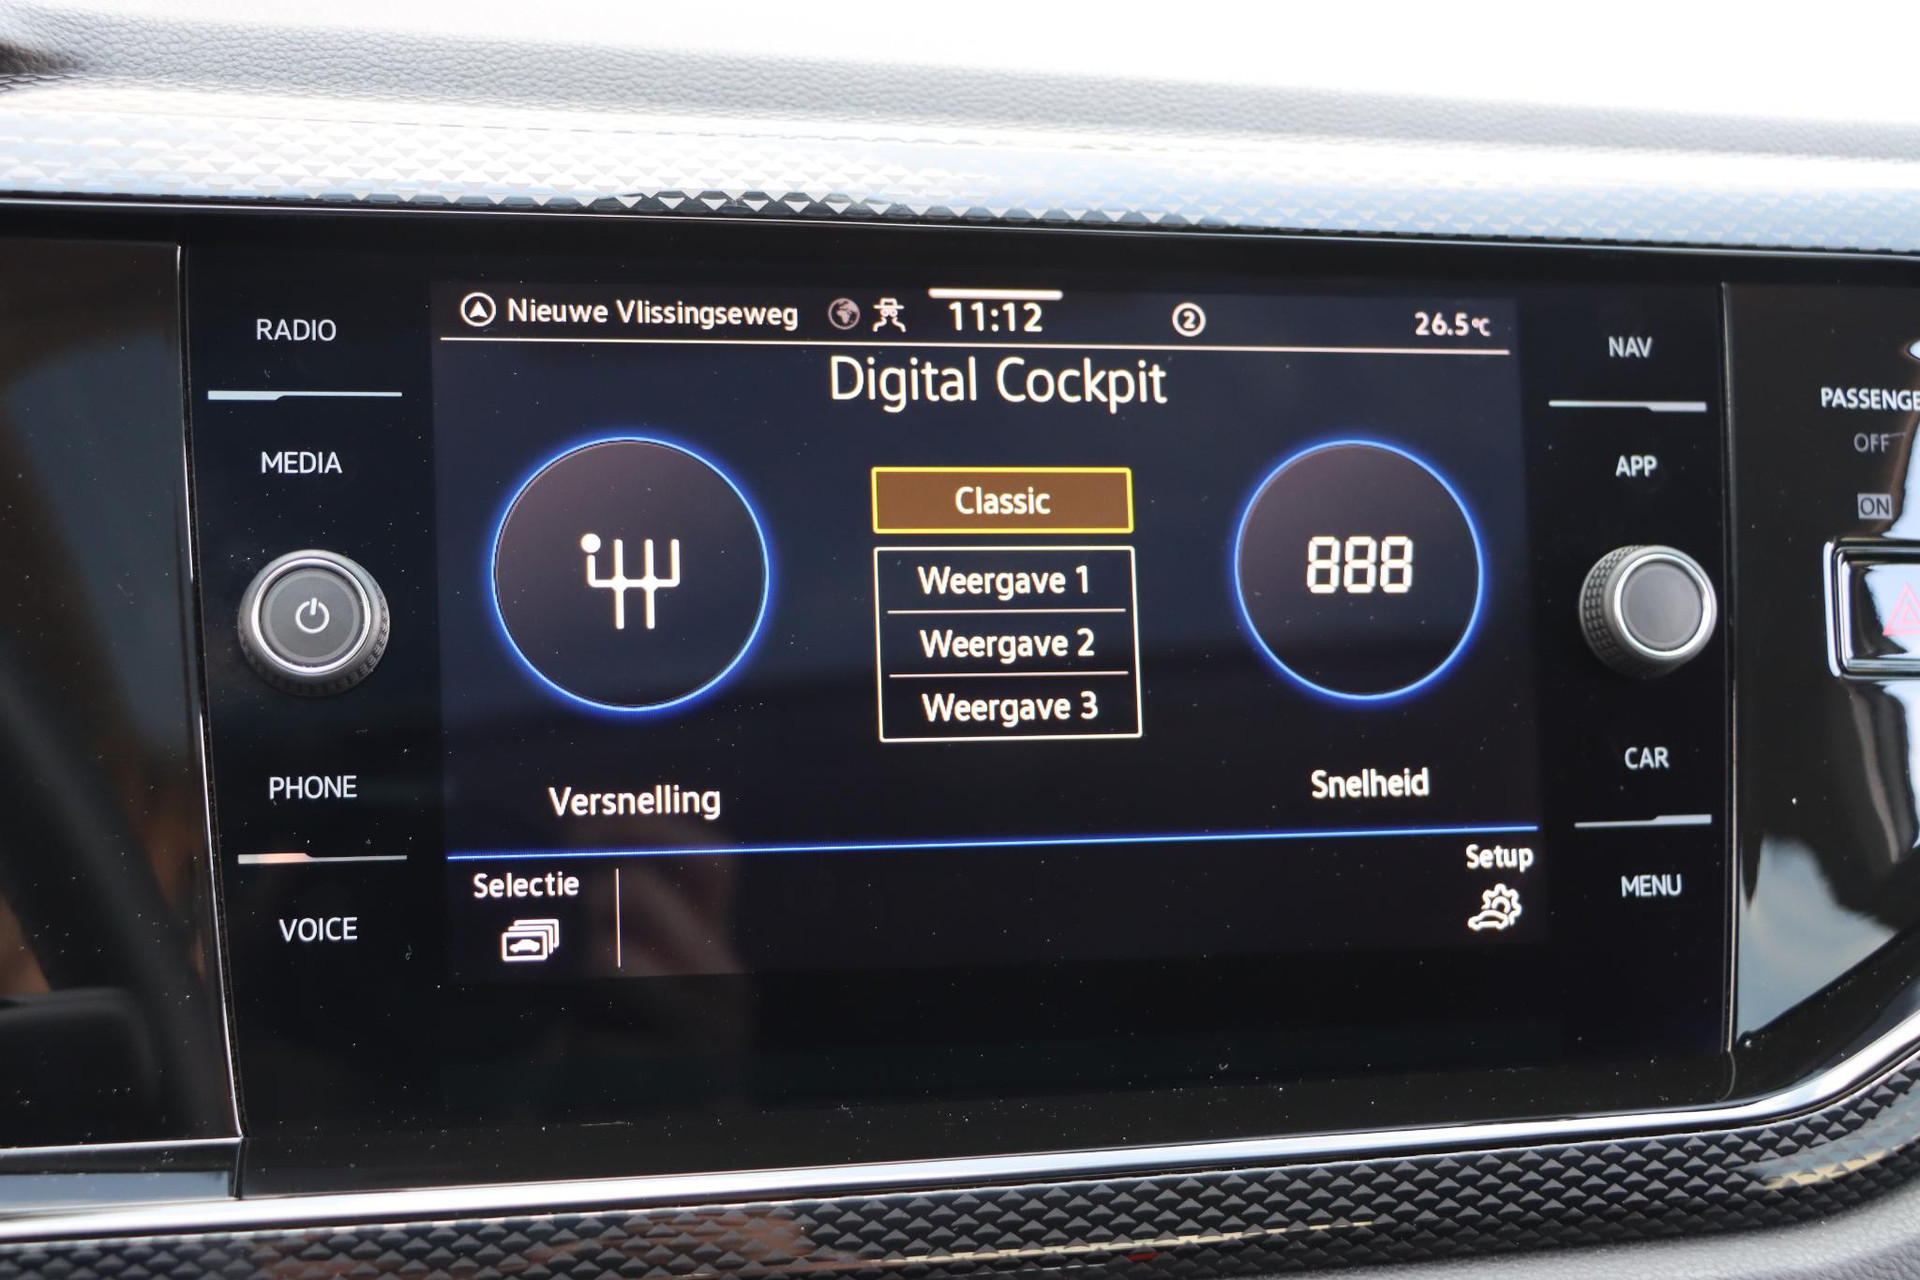 RADIO
MEDIA
PHONE
VOICE
Nieuwe Vlissingseweg 11:12 2 26.5°C
Digital Cockpit
Classic
Weergave 1
Weergave 2
Weergave 3
888
Versnelling
Snelheid
Selectie
Setup
NAV
APP
CAR
MENU
PASSENGE
OFF
ON